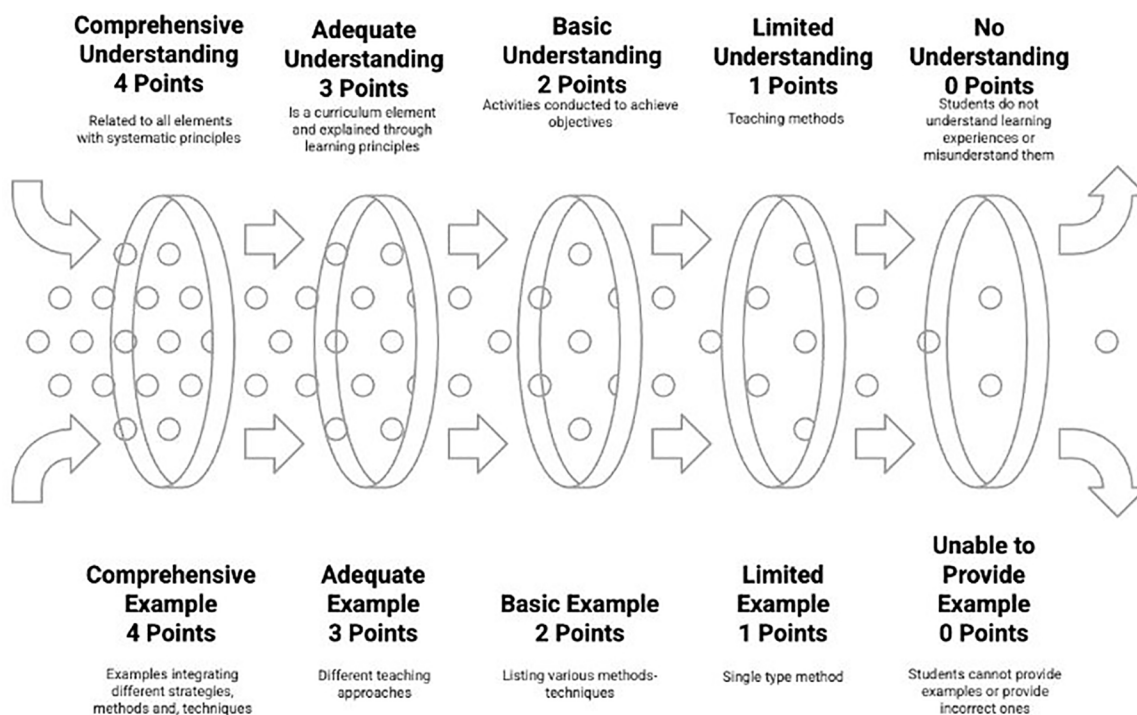 Comprehensive
Understanding
4 Points
Related to all elements
with systematic principles
Adequate
Understanding
3 Points
Is a curriculum element
and explained through
learning principles
Basic
Understanding
2 Points
Activities conducted to achieve
objectives
Limited
Understanding
1 Points
Teaching methods
No
Understanding
0 Points
Students do not
understand learning
experiences or
misunderstand them
Comprehensive
Example
4 Points
Examples integrating
different strategies,
methods and, techniques
Adequate
Example
3 Points
Different teaching
approaches
Basic Example
2 Points
Listing various methods-
techniques
Limited
Example
1 Points
Single type method
Unable to
Provide
Example
0 Points
Students cannot provide
examples or provide
incorrect ones